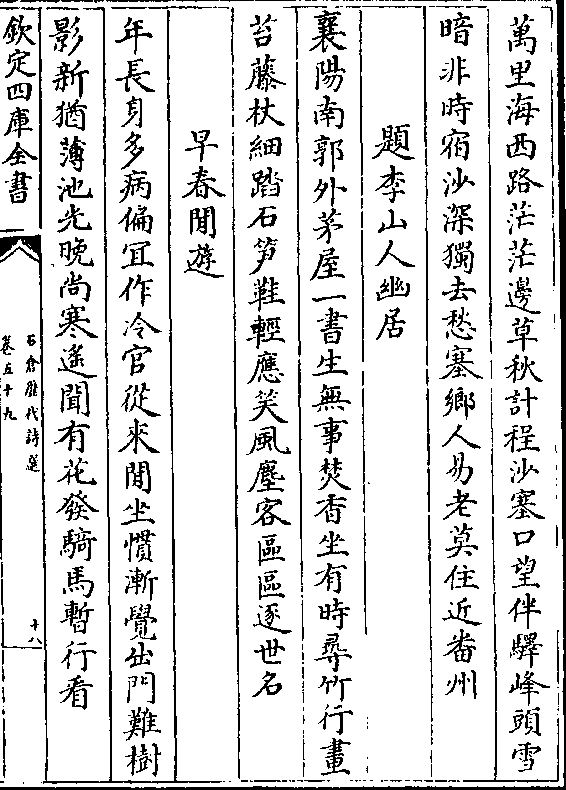 萬里海西路茫茫邊草秋計程沙塞口望伴驛峰頭雪
暗非時宿沙深獨去愁塞鄉人易老莫住近蕃州
題李山人幽居
襄陽南郭外茅屋一書生無事焚香坐有時尋竹行畫
苔藤杖細踏石笋鞋輕應笑風塵客區區逐世名
早春閒遊
年長身多病偏冝作冷官從來閒坐慣漸覺出門難樹
影新猶薄池光晚尚寒遙聞有花發騎馬暫行看
欽定四庫全書
石倉歷代詩選
卷五十九
十八